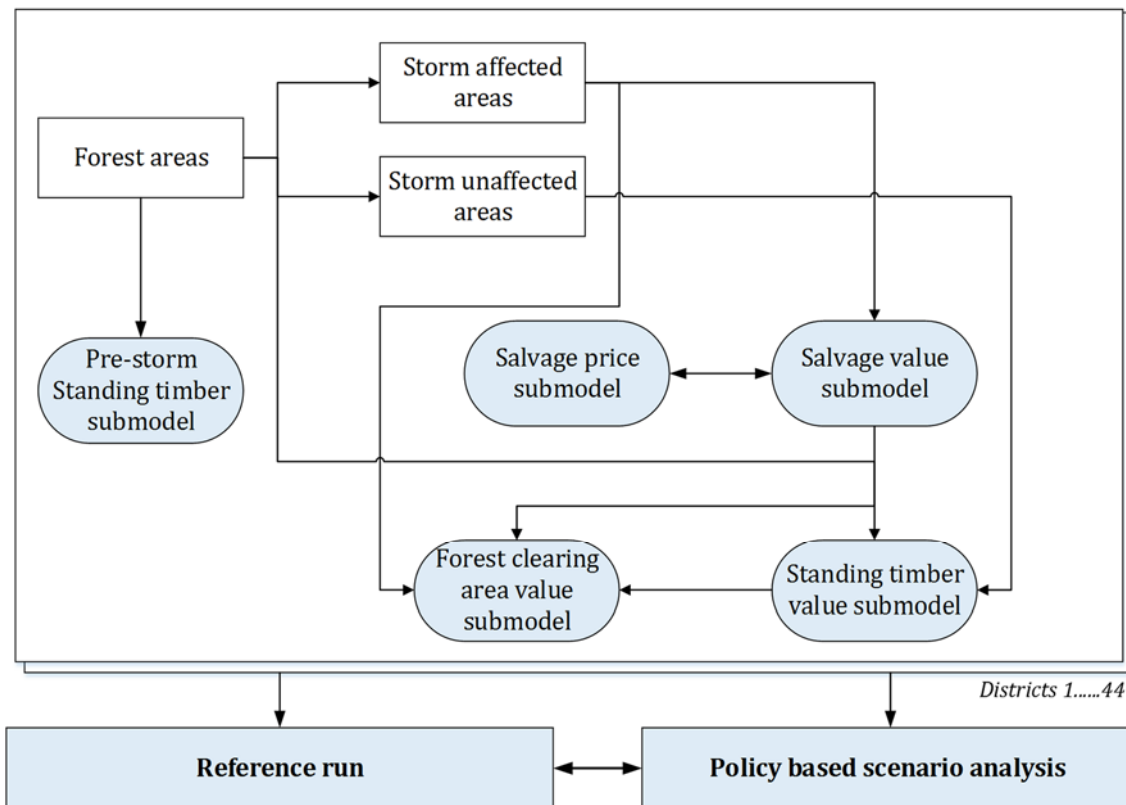 Storm affected
areas
Forest areas
Storm unaffected
areas
Pre-storm
Standing timber
submodel
Salvage price
submodel
Salvage value
submodel
Forest clearing
area value
submodel
Standing timber
value submodel
Districts 1......44
Reference run
Policy based scenario analysis